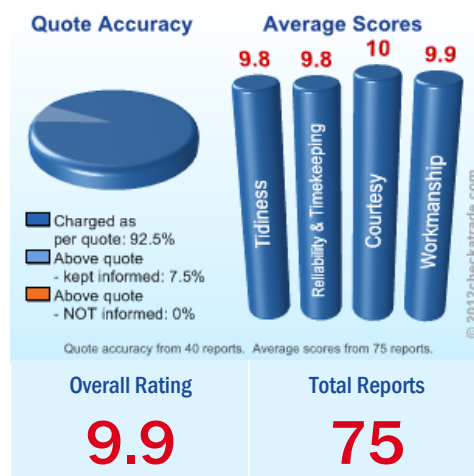 Quote Accuracy
Average Scores
9.8
9.8
10
9.9
Tidiness
Reliability & Timekeeping
Courtesy
Workmanship
Charged as
per quote: 92.5%
Above quote
- kept informed: 7.5%
Above quote
- NOT informed: 0%
© 2012checkatrade.com
Quote accuracy from 40 reports. Average scores from 75 reports.
Overall Rating
9.9
Total Reports
75